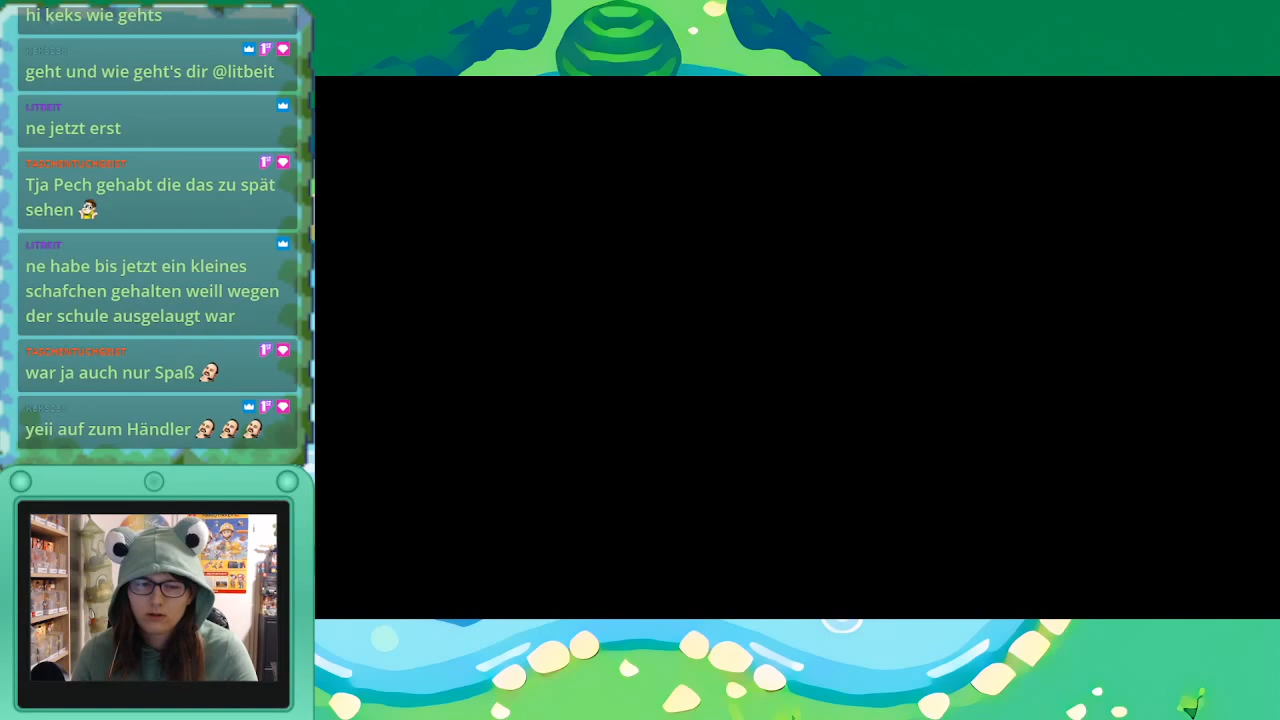 hi keks wie gehts
geht und wie geht's dir @litbeit
LITBEIT
ne jetzt erst
TASCHENTUCHGEIST
Tja Pech gehabt die das zu spät
sehen
LITBEIT
ne habe bis jetzt ein kleines
schafchen gehalten weill wegen
der schule ausgelaugt war
TASCHENTUCHGEIST
war ja auch nur Spaß
yeii auf zum Händler